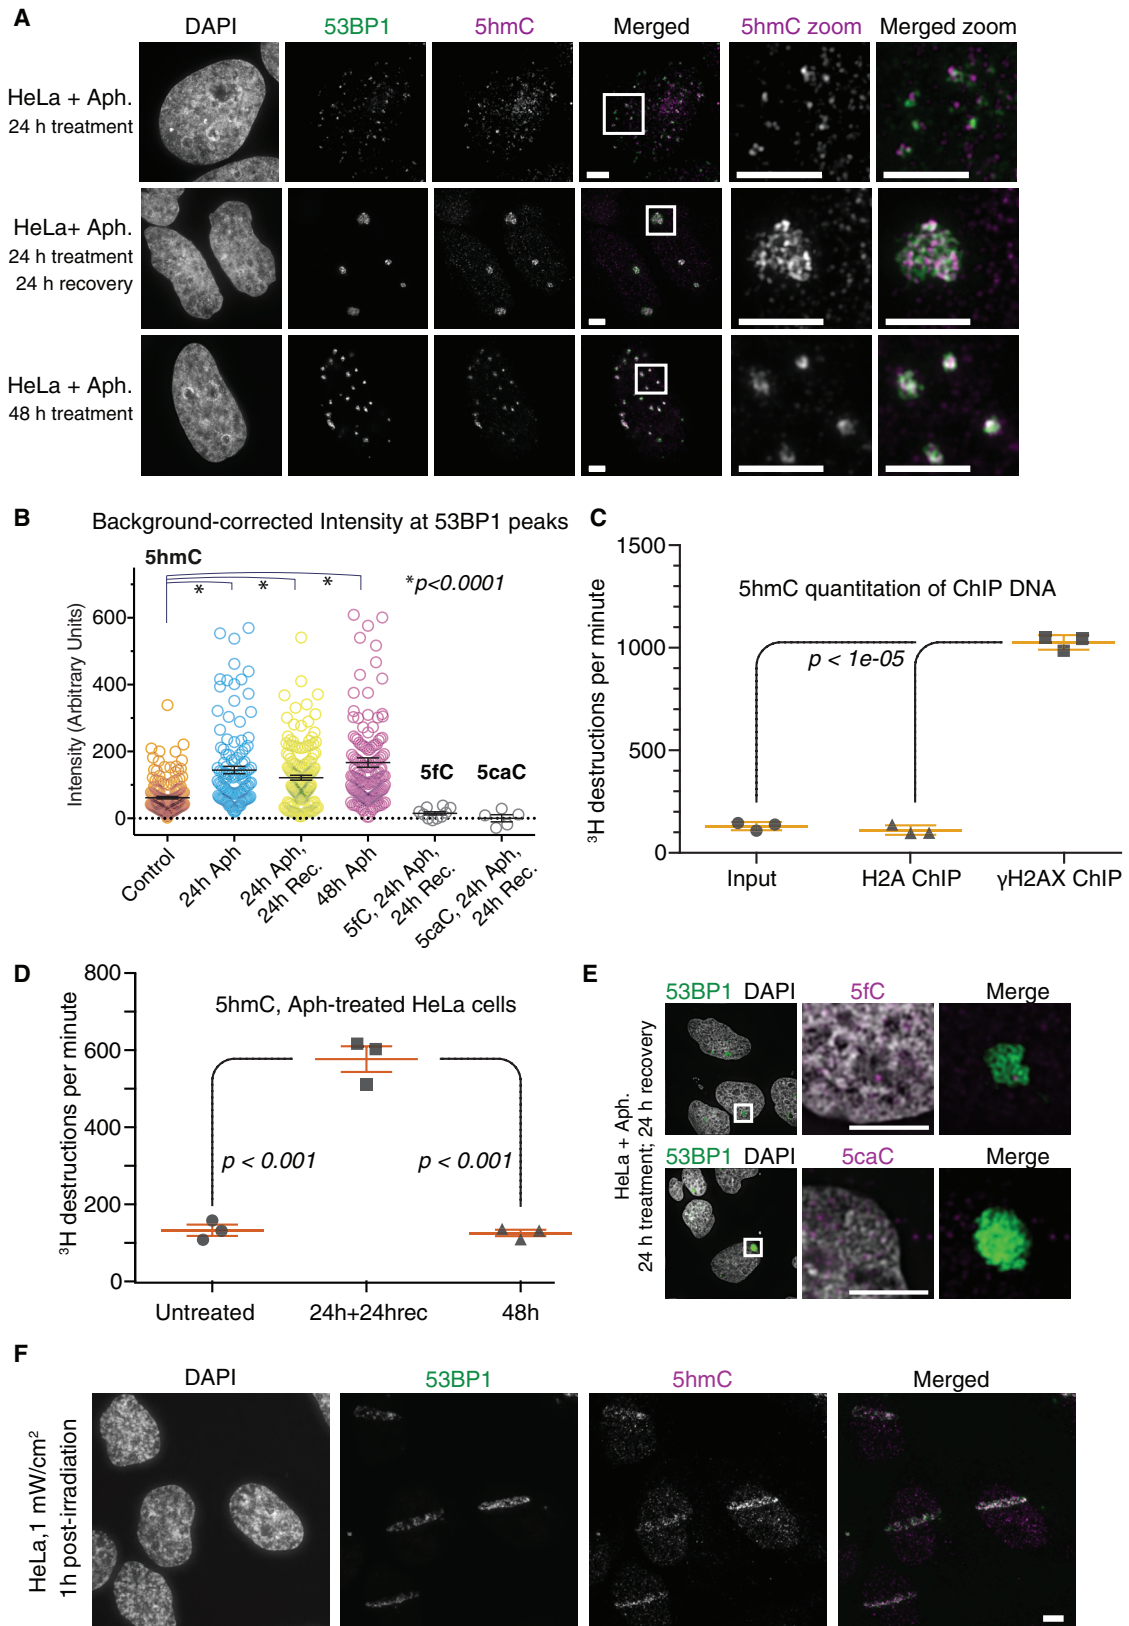 A
DAPI
53BP1
5hmC
Merged
5hmC zoom
Merged zoom
HeLa + Aph.
24 h treatment
HeLa+ Aph.
24 h treatment
24 h recovery
HeLa + Aph.
48 h treatment
B
Background-corrected Intensity at 53BP1 peaks
5hmC
*
*
*
*p<0.0001
Intensity (Arbitrary Units)
600
400
200
0
5fC
5caC
Control
24h Aph
24h Aph,
24h Rec.
48h Aph
5fC, 24h Aph,
24h Rec.
5caC, 24h Aph,
24h Rec.
C
5hmC quantitation of ChIP DNA
³H destructions per minute
1500
1000
500
0
p < 1e-05
Input
H2A ChIP
γH2AX ChIP
D
5hmC, Aph-treated HeLa cells
³H destructions per minute
800
600
400
200
0
p < 0.001
p < 0.001
Untreated
24h+24hrec
48h
E
HeLa + Aph.
24 h treatment; 24 h recovery
53BP1 DAPI
5fC
Merge
53BP1 DAPI
5caC
Merge
F
DAPI
53BP1
5hmC
Merged
HeLa,1 mW/cm²
1h post-irradiation